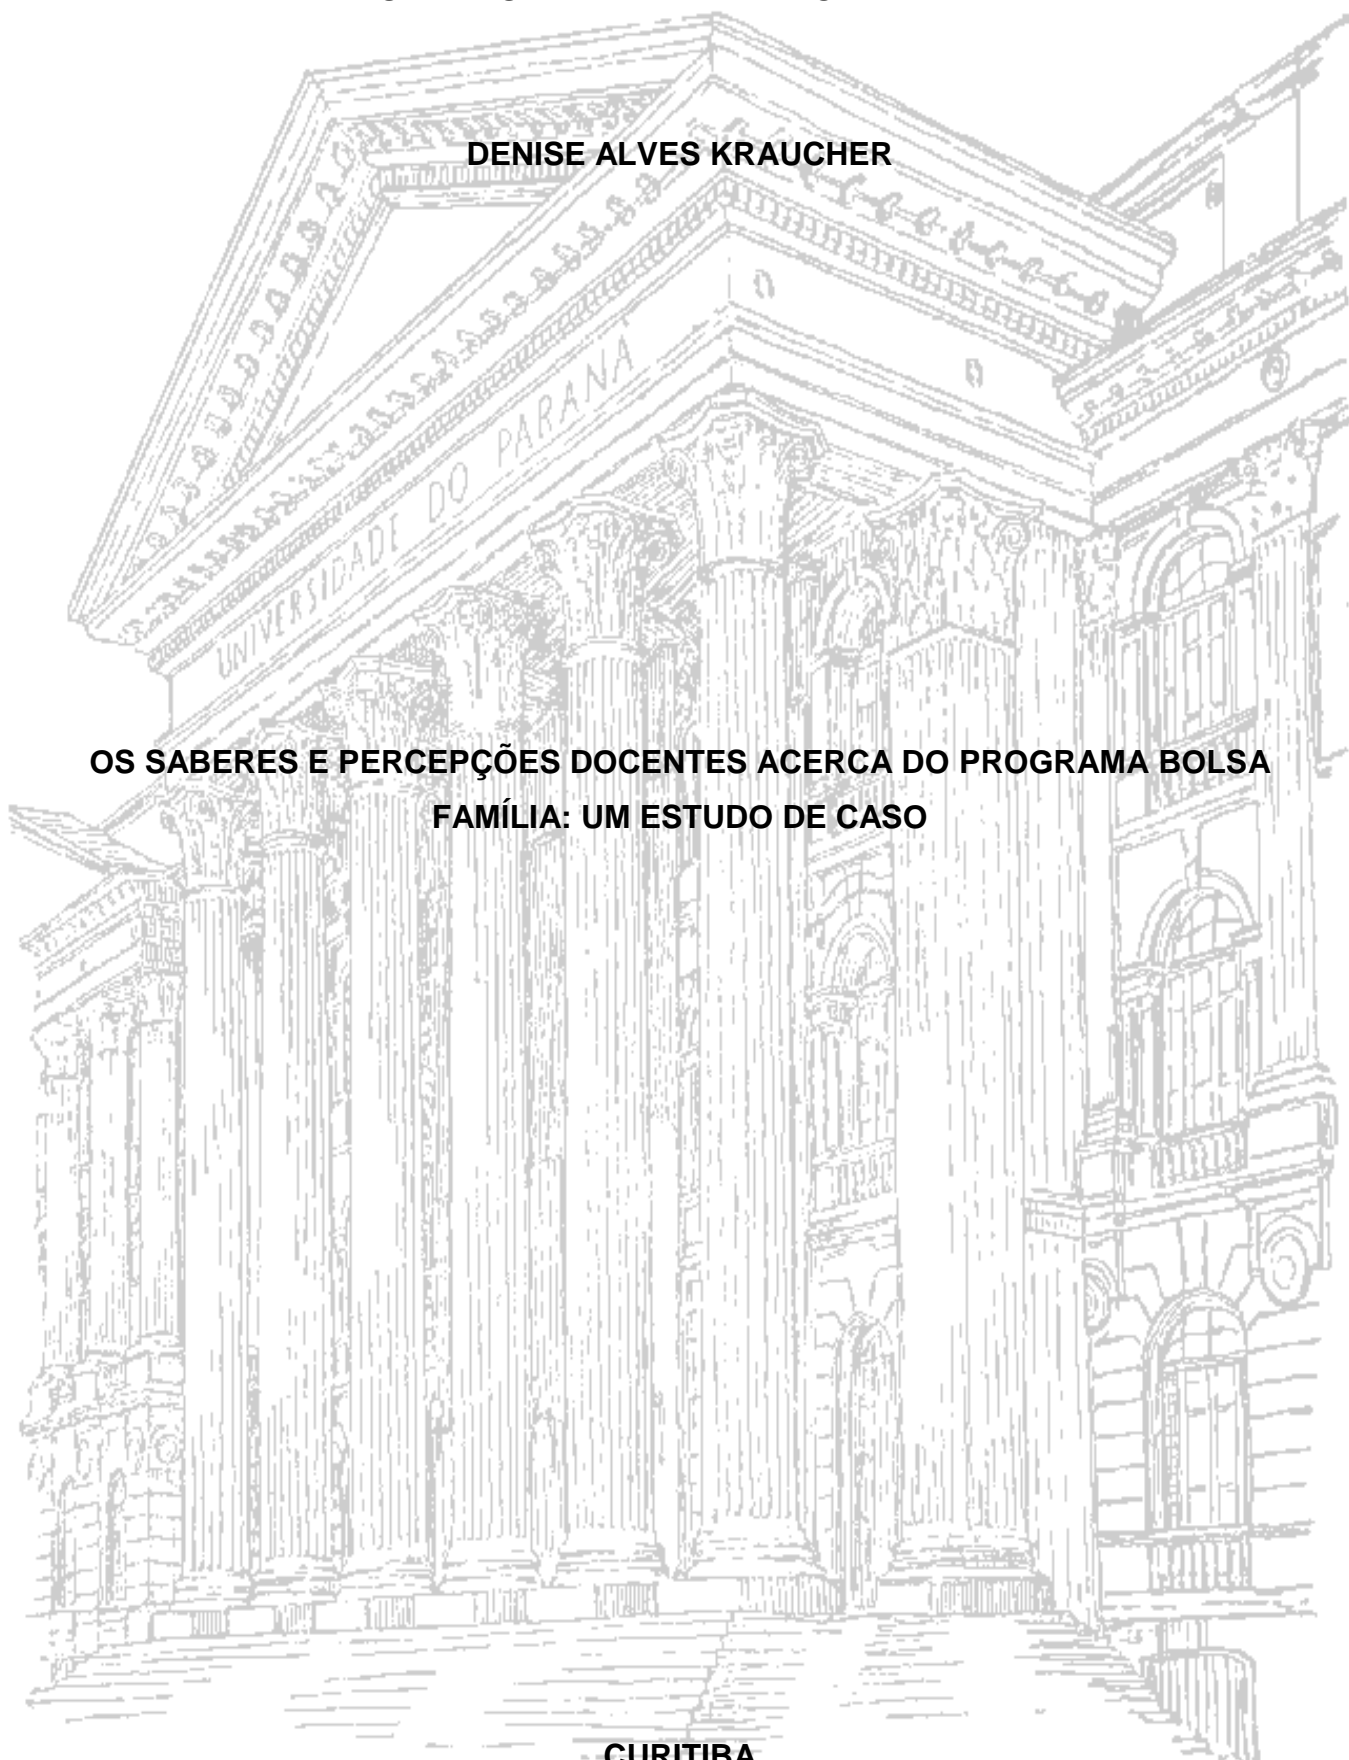 DENISE ALVES KRAUCHER
UNIVERSIDADE DO PARANÁ
OS SABERES E PERCEPÇÕES DOCENTES ACERCA DO PROGRAMA BOLSA
FAMÍLIA: UM ESTUDO DE CASO
CURITIBA